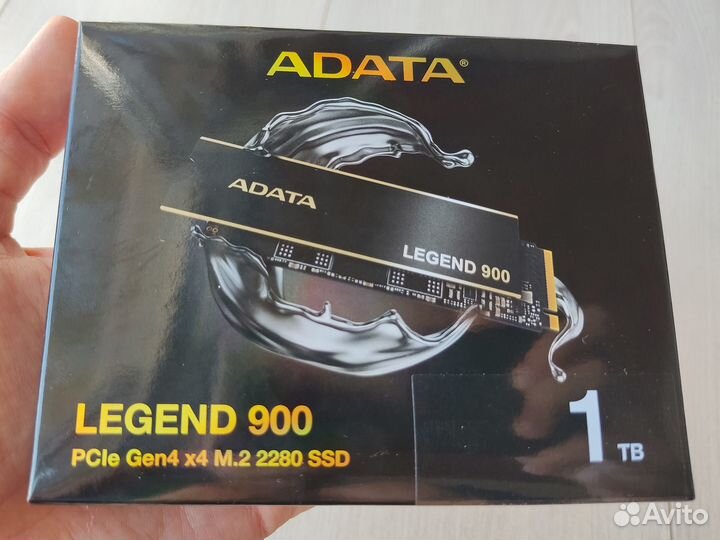 ADATA®
ADATA
LEGEND 900
LEGEND 900
PCIe Gen4 x4 M.2 2280 SSD
1 TB
Avito